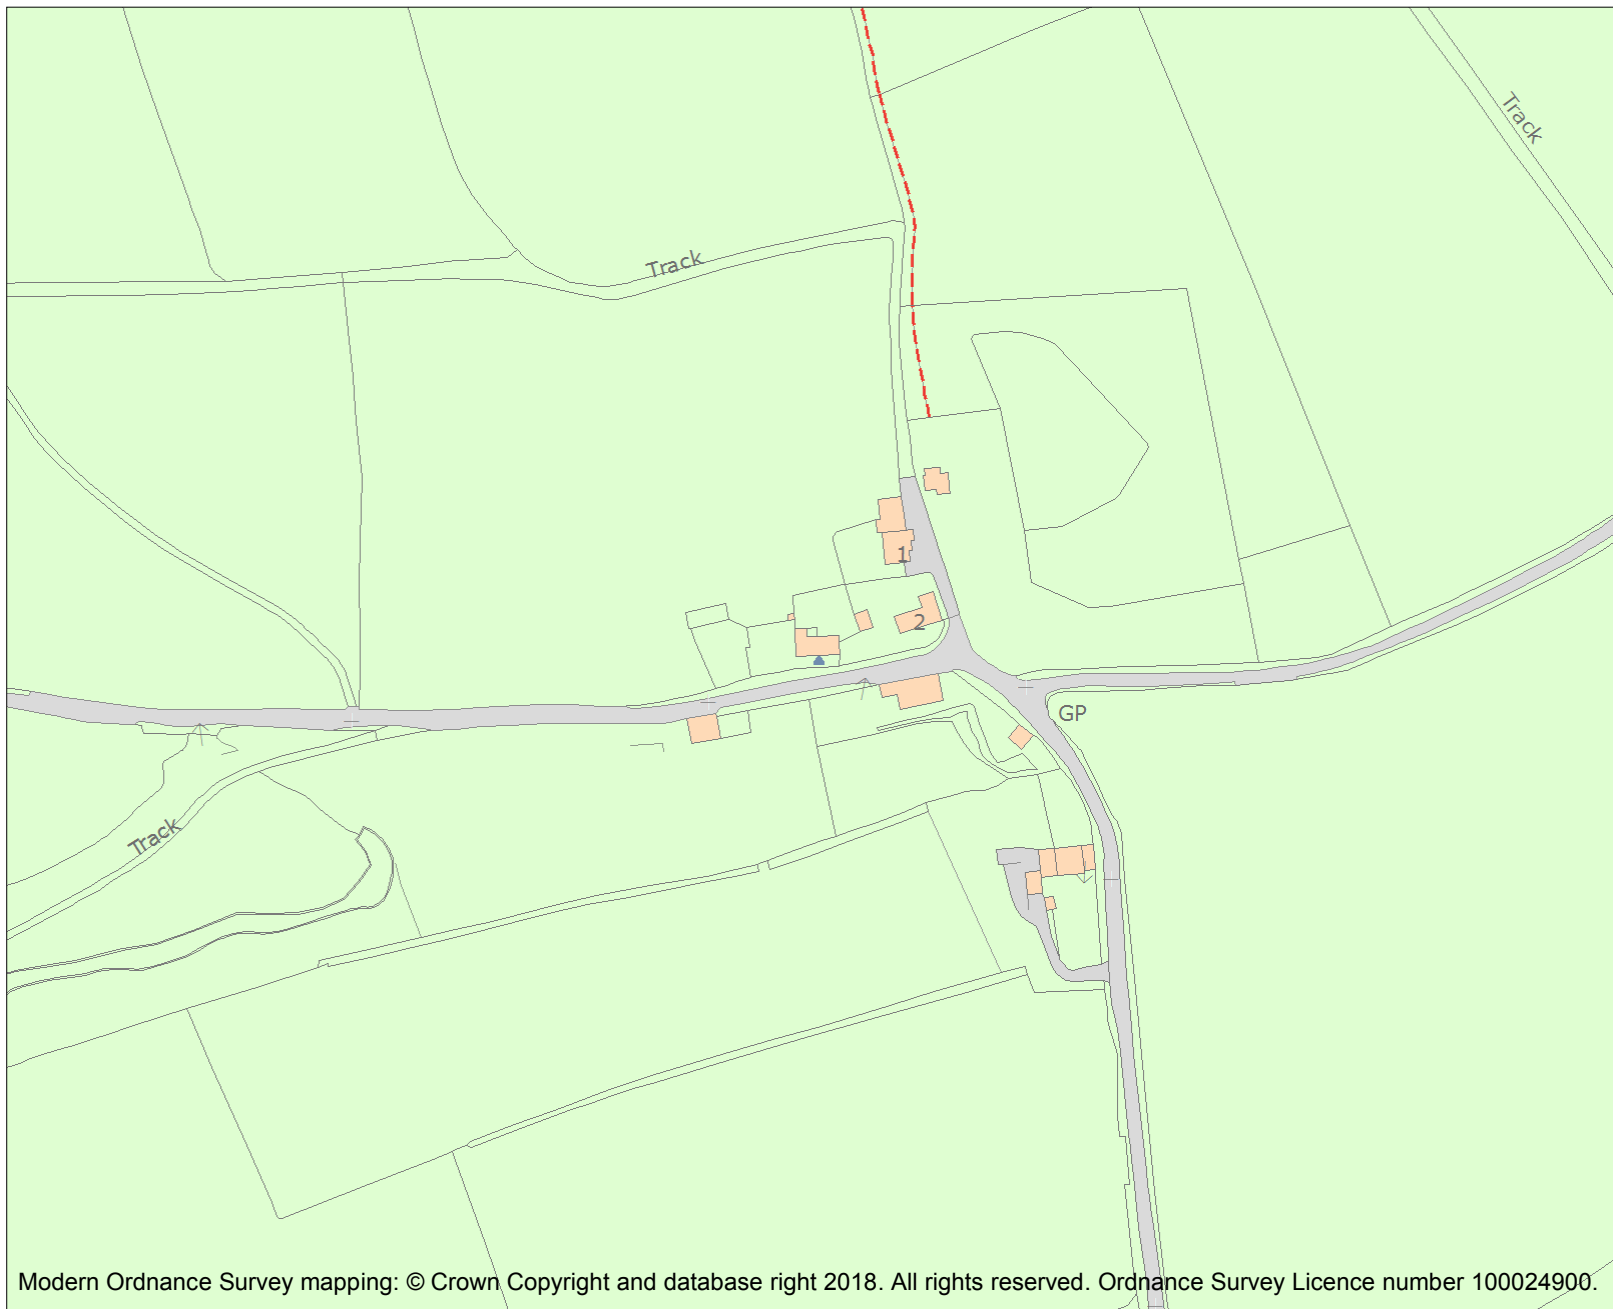 Track
Track
1
2
GP
Track
Modern Ordnance Survey mapping: © Crown Copyright and database right 2018. All rights reserved. Ordnance Survey Licence number 100024900.